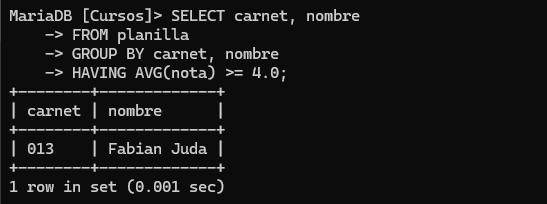 MariaDB [Cursos]> SELECT carnet, nombre
    -> FROM planilla
    -> GROUP BY carnet, nombre
    -> HAVING AVG(nota) >= 4.0;
+--------+-------------+
| carnet | nombre      |
+--------+-------------+
| 013    | Fabian Juda |
+--------+-------------+
1 row in set (0.001 sec)